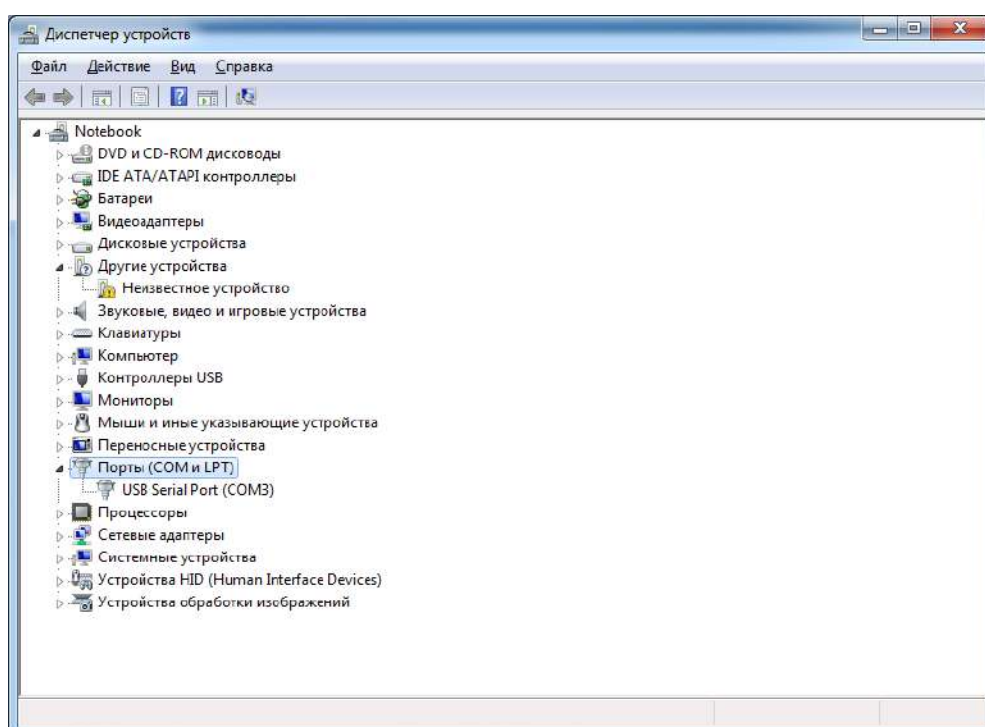 Диспетчер устройств
Файл Действие Вид Справка
Notebook
DVD и CD-ROM дисководы
IDE ATA/ATAPI контроллеры
Батареи
Видеоадаптеры
Дисковые устройства
Другие устройства
Неизвестное устройство
Звуковые, видео и игровые устройства
Клавиатуры
Компьютер
Контроллеры USB
Мониторы
Мыши и иные указывающие устройства
Переносные устройства
Порты (COM и LPT)
USB Serial Port (COM3)
Процессоры
Сетевые адаптеры
Системные устройства
Устройства HID (Human Interface Devices)
Устройства обработки изображений